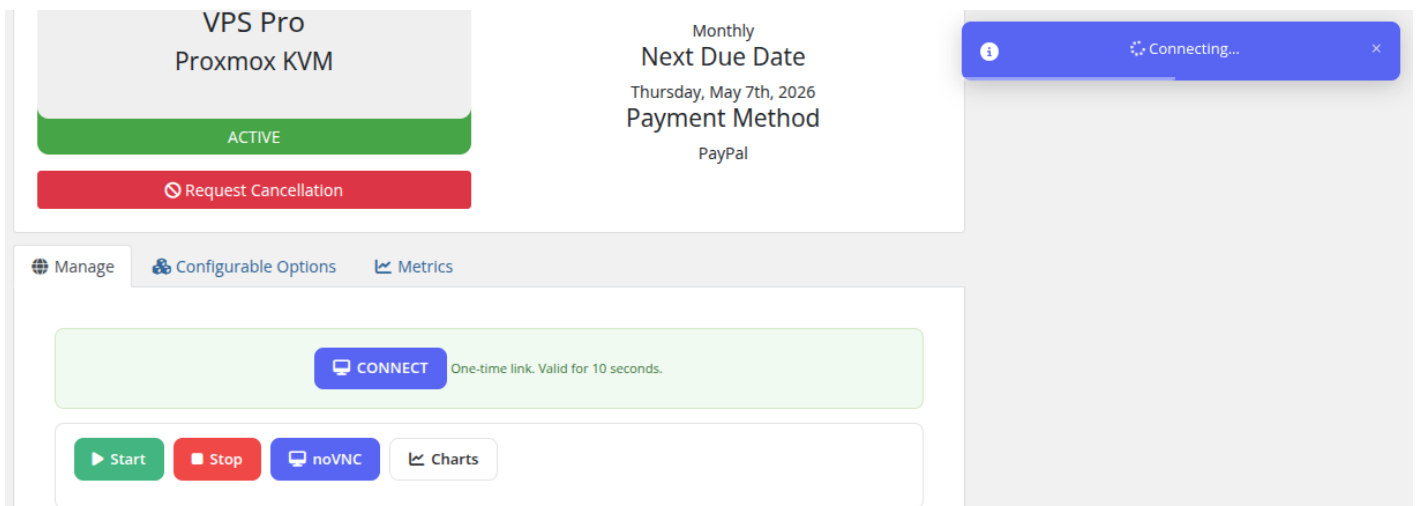 VPS Pro
Proxmox KVM
ACTIVE
Request Cancellation
Monthly
Next Due Date
Thursday, May 7th, 2026
Payment Method
PayPal
Connecting... ×
Manage Configurable Options Metrics
CONNECT One-time link. Valid for 10 seconds.
Start Stop noVNC Charts